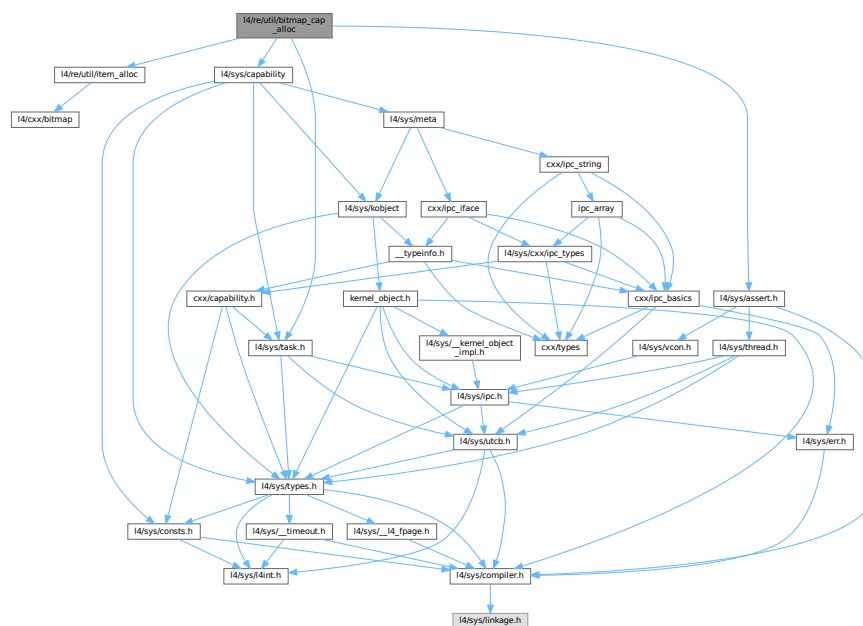 l4/re/util/bitmap_cap
_alloc
l4/re/util/item_alloc
l4/sys/capability
l4/cxx/bitmap
l4/sys/meta
cxx/ipc_string
l4/sys/kobject
cxx/ipc_iface
ipc_array
__typeinfo.h
l4/sys/cxx/ipc_types
cxx/capability.h
kernel_object.h
cxx/ipc_basics
l4/sys/assert.h
l4/sys/task.h
l4/sys/__kernel_object
_impl.h
cxx/types
l4/sys/vcon.h
l4/sys/thread.h
l4/sys/ipc.h
l4/sys/utcb.h
l4/sys/err.h
l4/sys/types.h
l4/sys/consts.h
l4/sys/__timeout.h
l4/sys/__l4_fpage.h
l4/sys/l4int.h
l4/sys/compiler.h
l4/sys/linkage.h